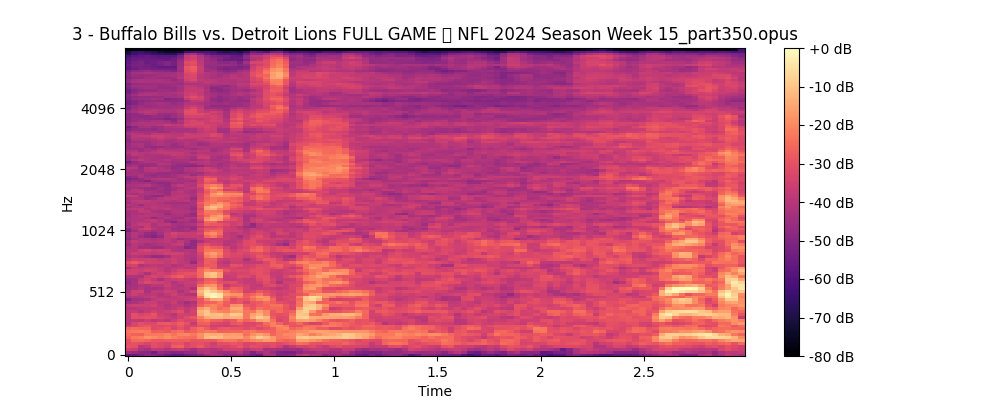 3 - Buffalo Bills vs. Detroit Lions FULL GAME ▯ NFL 2024 Season Week 15_part350.opus
+0 dB
4096
-10 dB
-20 dB
2048
-30 dB
Hz
1024
-40 dB
-50 dB
512
-60 dB
-70 dB
0
-80 dB
0
0.5
1
1.5
2
2.5
Time